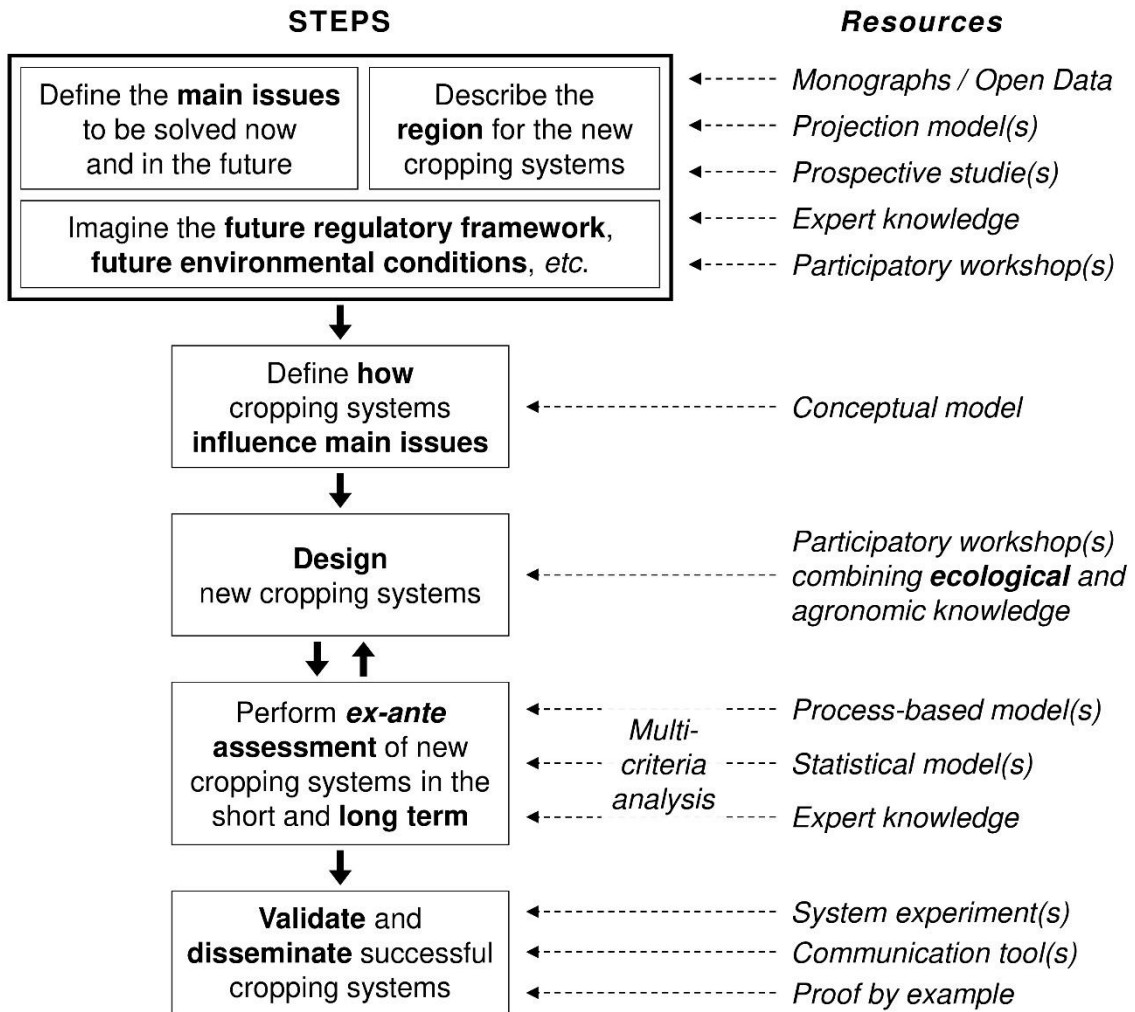 STEPS
Resources
Define the main issues
to be solved now
and in the future
Describe the
region for the new
cropping systems
Imagine the future regulatory framework,
future environmental conditions, etc.
Monographs / Open Data
Projection model(s)
Prospective studie(s)
Expert knowledge
Participatory workshop(s)
Define how
cropping systems
influence main issues
Conceptual model
Design
new cropping systems
Participatory workshop(s)
combining ecological and
agronomic knowledge
Perform ex-ante
assessment of new
cropping systems in the
short and long term
Multi-
criteria
analysis
Process-based model(s)
Statistical model(s)
Expert knowledge
Validate and
disseminate successful
cropping systems
System experiment(s)
Communication tool(s)
Proof by example